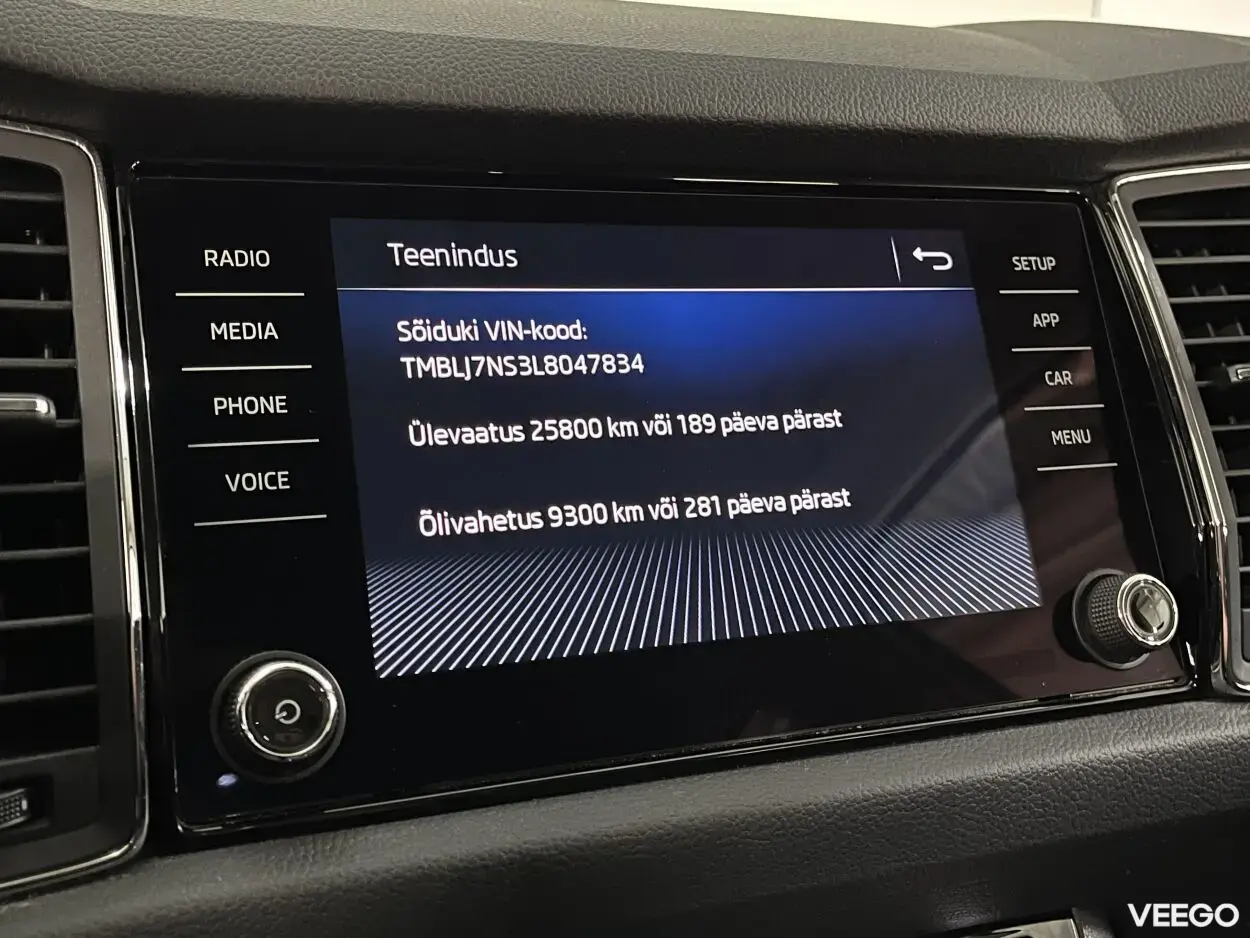 Teenindus
Sõiduki VIN-kood:
TMBLJ7NS3L8047834
Ülevaatus 25800 km või 189 päeva pärast
Õlivahetus 9300 km või 281 päeva pärast
RADIO
MEDIA
PHONE
VOICE
SETUP
APP
CAR
MENU
VEEGO